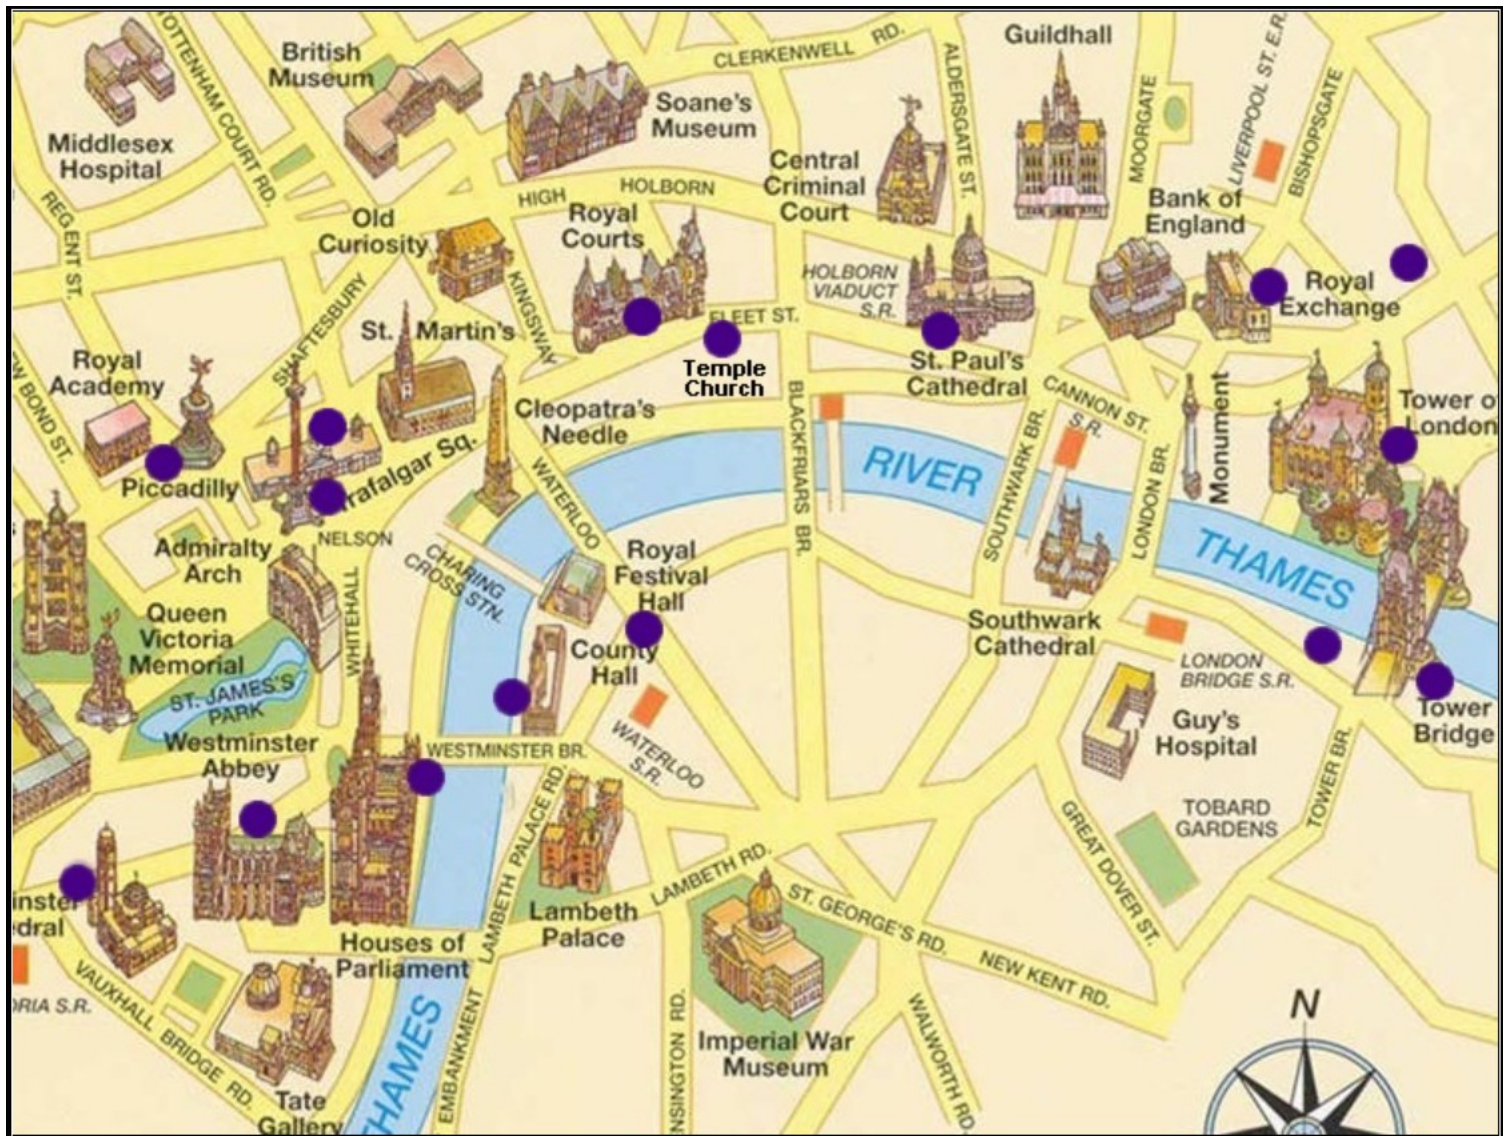 TOTTENHAM COURT RD.
British
Museum
CLERKENWELL RD.
ALDERSGATE ST.
Guildhall
MOORGATE
LIVERPOOL ST. E.R.
BISHOPSGATE
Middlesex
Hospital
Soane's
Museum
Central
Criminal
Court
Bank of
England
HIGH HOLBORN
REGENT ST.
Old
Curiosity
Royal
Courts
KINGSWAY
SHAFTESBURY
HOLBORN
VIADUCT
S.R.
Royal
Exchange
FLEET ST.
St. Martin's
Royal
Academy
Temple
Church
St. Paul's
Cathedral
EW BOND ST.
CANNON ST.
S.R.
Monument
Tower of
London
Cleopatra's
Needle
BLACKFRIARS BR.
SOUTHWARK BR.
LONDON BR.
RIVER
THAMES
Piccadilly
Trafalgar Sq.
WATERLOO
NELSON
Admiralty
Arch
CHARING
CROSS STN.
Royal
Festival
Hall
WHITEHALL
Queen
Victoria
Memorial
Southwark
Cathedral
County
Hall
LONDON
BRIDGE S.R.
ST. JAMES'S
PARK
Guy's
Hospital
Tower
Bridge
Westminster
Abbey
WESTMINSTER BR.
WATERLOO
S.R.
TOWER BR.
TOBARD
GARDENS
GREAT DOVER ST.
LAMBETH PALACE RD.
LAMBETH RD.
ST. GEORGE'S RD.
inster
edral
Lambeth
Palace
Houses of
Parliament
NEW KENT RD.
VAUXHALL BRIDGE RD.
RIA S.R.
THAMES
EMBANKMENT
NSINGTON RD.
WALWORTH RD.
Imperial War
Museum
N
Tate
Gallery